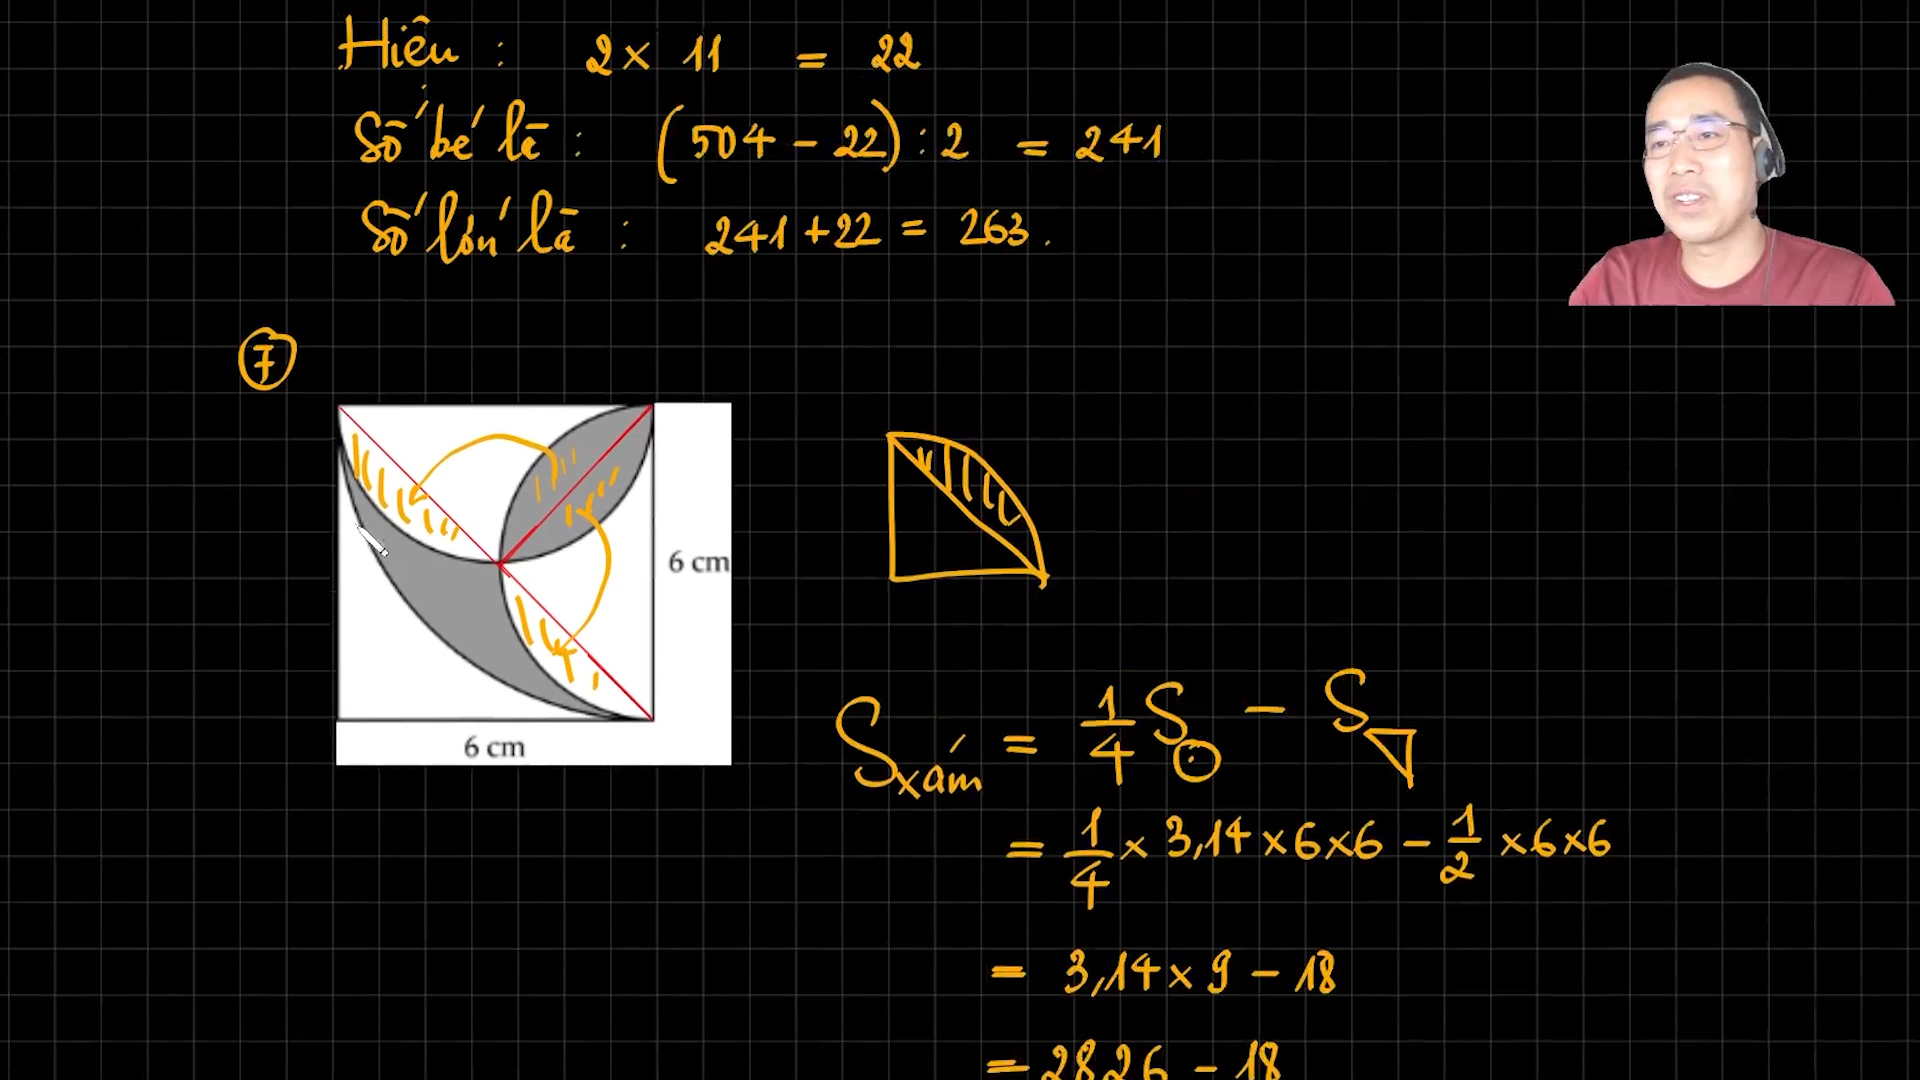 Hiệu : 2 × 11 = 22
Số bé là : (504 - 22) : 2 = 241
Số lớn là : 241 + 22 = 263.
7
6 cm
6 cm
S xám = 1/4 S - S
= 1/4 × 3,14 × 6 × 6 - 1/2 × 6 × 6
= 3,14 × 9 - 18
= 28,26 - 18